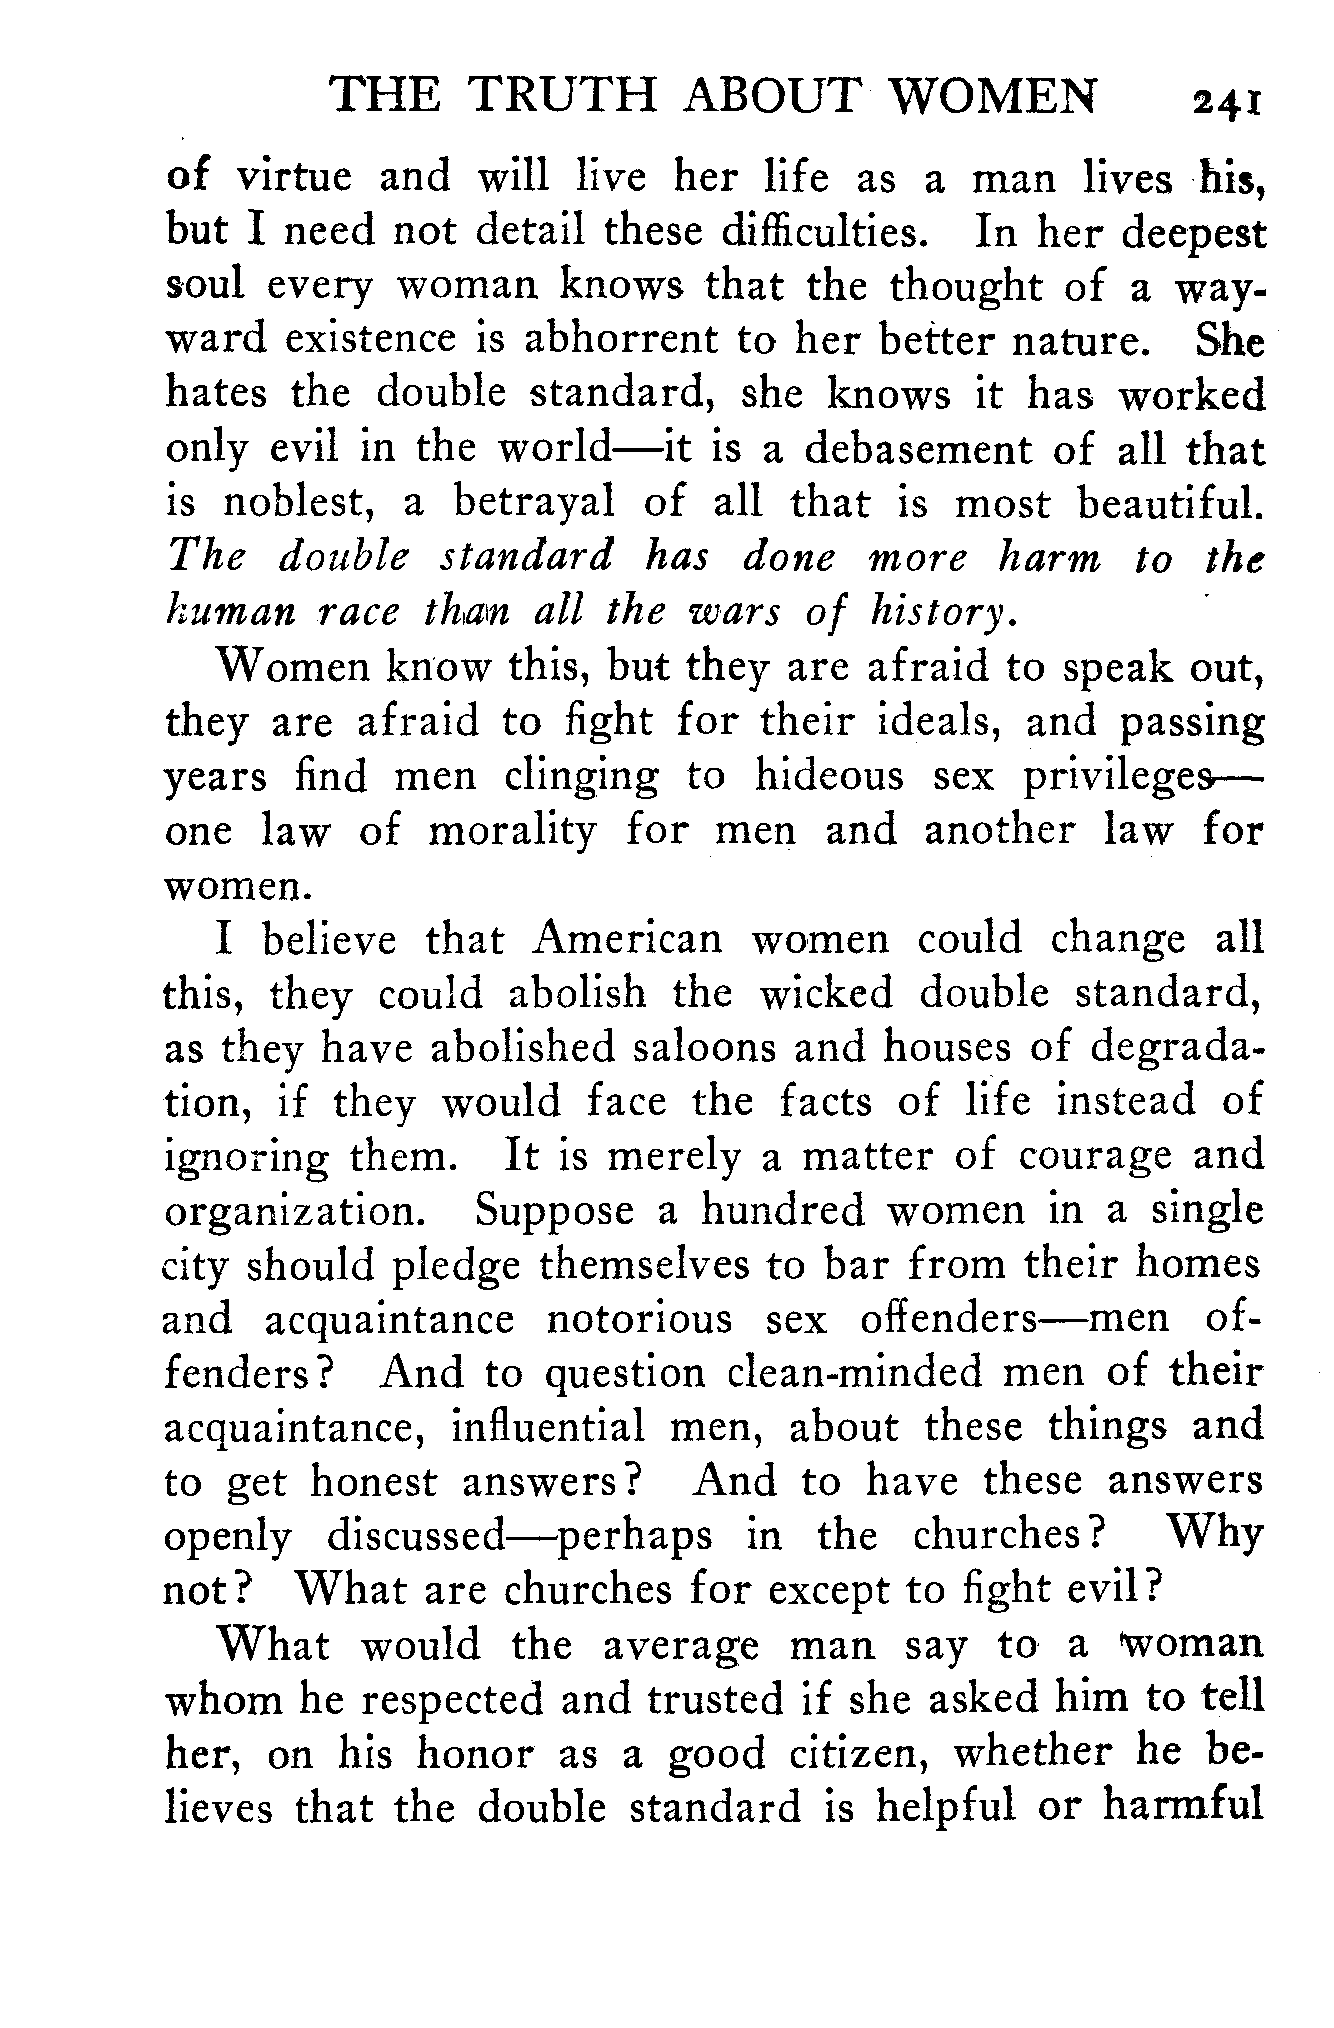 THE TRUTH ABOUT WOMEN 241
of virtue and will live her life as a man lives his,
but I need not detail these difficulties. In her deepest
soul every woman knows that the thought of a way-
ward existence is abhorrent to her better nature. She
hates the double standard, she knows it has worked
only evil in the world—it is a debasement of all that
is noblest, a betrayal of all that is most beautiful.
The double standard has done more harm to the
human race than all the wars of history.
Women know this, but they are afraid to speak out,
they are afraid to fight for their ideals, and passing
years find men clinging to hideous sex privileges—
one law of morality for men and another law for
women.
I believe that American women could change all
this, they could abolish the wicked double standard,
as they have abolished saloons and houses of degrada-
tion, if they would face the facts of life instead of
ignoring them. It is merely a matter of courage and
organization. Suppose a hundred women in a single
city should pledge themselves to bar from their homes
and acquaintance notorious sex offenders—men of-
fenders? And to question clean-minded men of their
acquaintance, influential men, about these things and
to get honest answers? And to have these answers
openly discussed—perhaps in the churches? Why
not? What are churches for except to fight evil?
What would the average man say to a woman
whom he respected and trusted if she asked him to tell
her, on his honor as a good citizen, whether he be-
lieves that the double standard is helpful or harmful